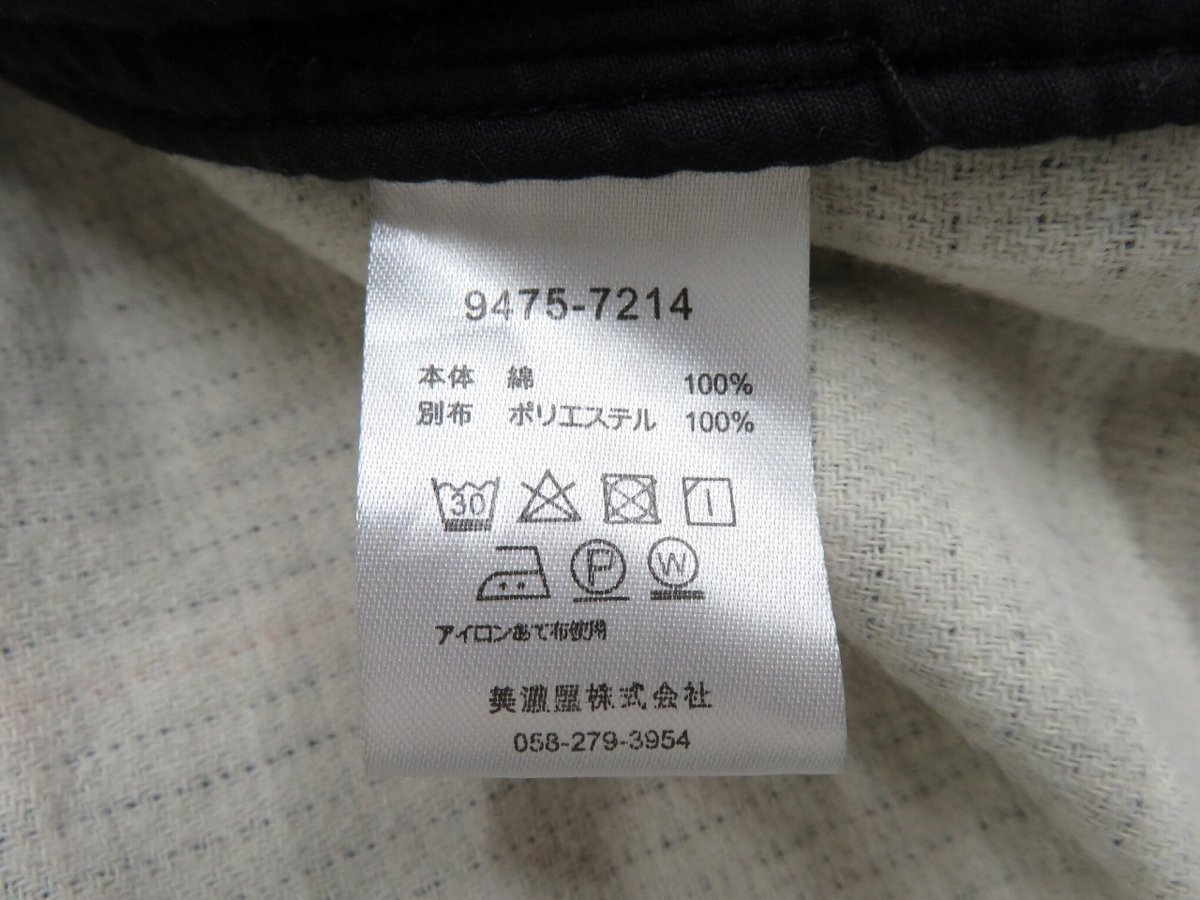 9475-7214
本体 綿 100%
別布 ポリエステル 100%
30
P W
アイロンあて布使用
美濃屋株式会社
058-279-3954